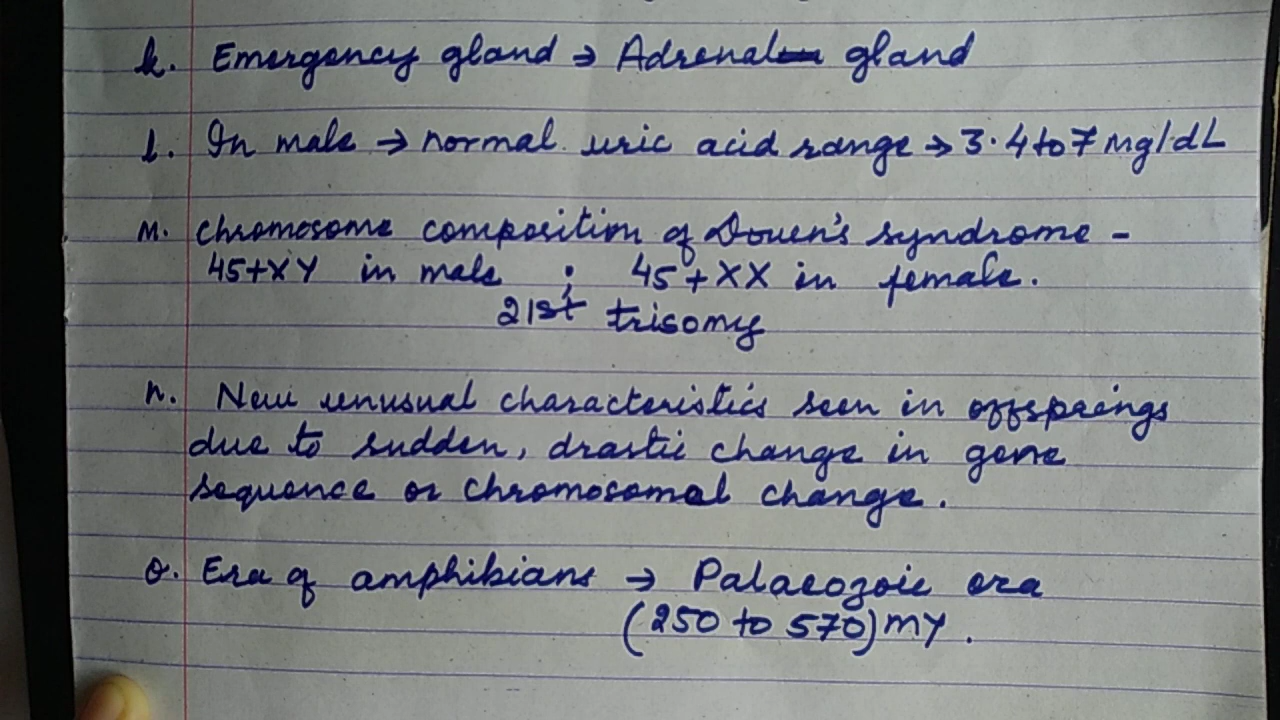 k. Emergency gland → Adrenal gland
l. In male → normal uric acid range → 3.4 to 7 mg/dL
M. Chromosome composition of Down's syndrome -
45+XY in male ; 45+XX in female.
21st trisomy
n. New unusual characteristics seen in offsprings
due to sudden, drastic change in gene
sequence or chromosomal change.
o. Era of amphibians → Palaeozoic era
(250 to 570) my.